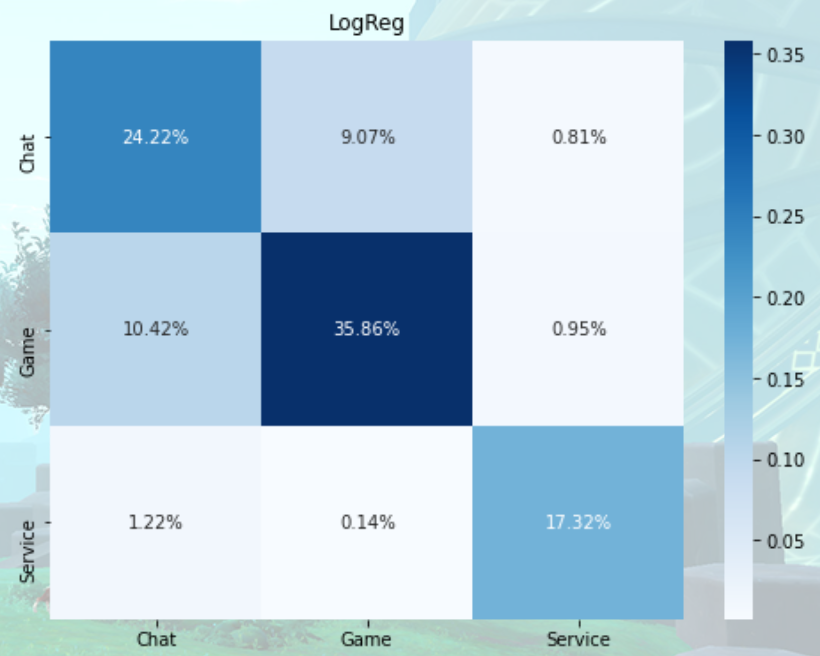 LogReg
Chat 24.22% 9.07% 0.81%
Game 10.42% 35.86% 0.95%
Service 1.22% 0.14% 17.32%
Chat Game Service
0.35
0.30
0.25
0.20
0.15
0.10
0.05